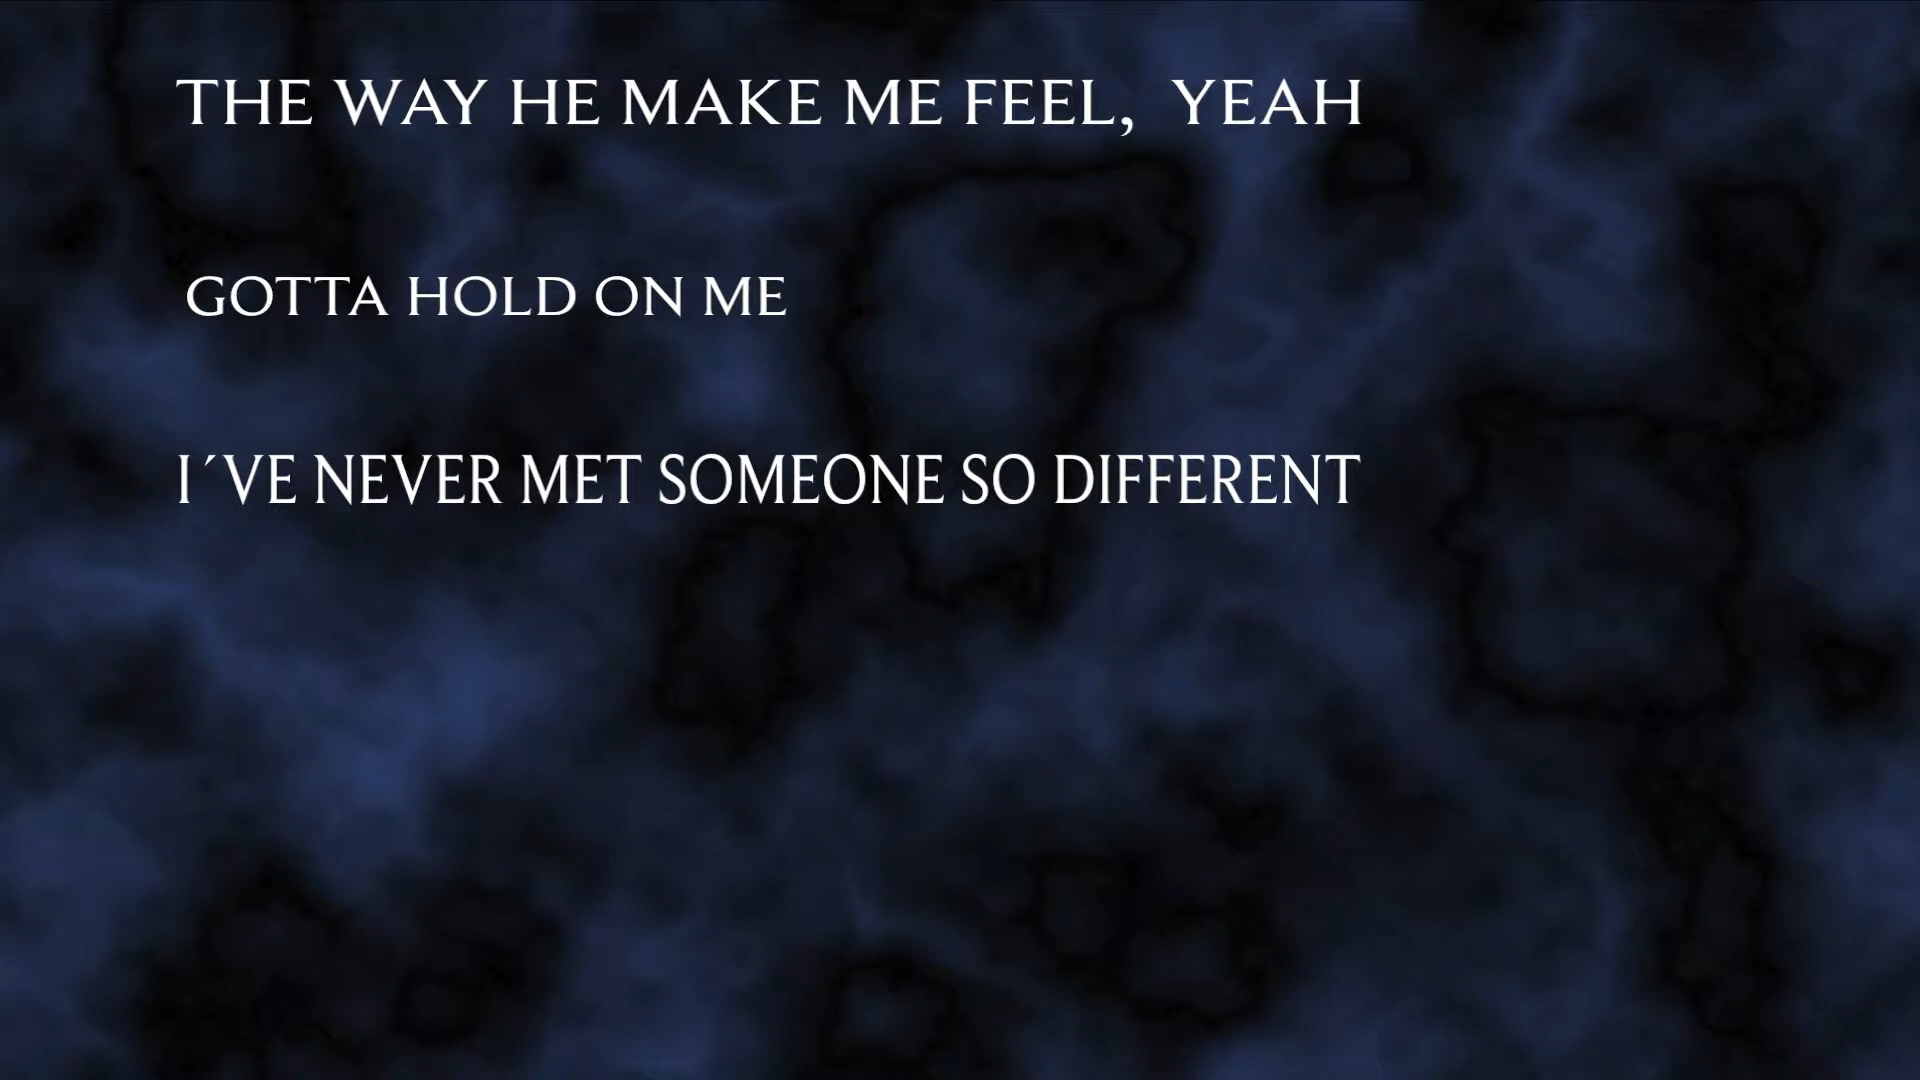 THE WAY HE MAKE ME FEEL, YEAH
GOTTA HOLD ON ME
I´VE NEVER MET SOMEONE SO DIFFERENT